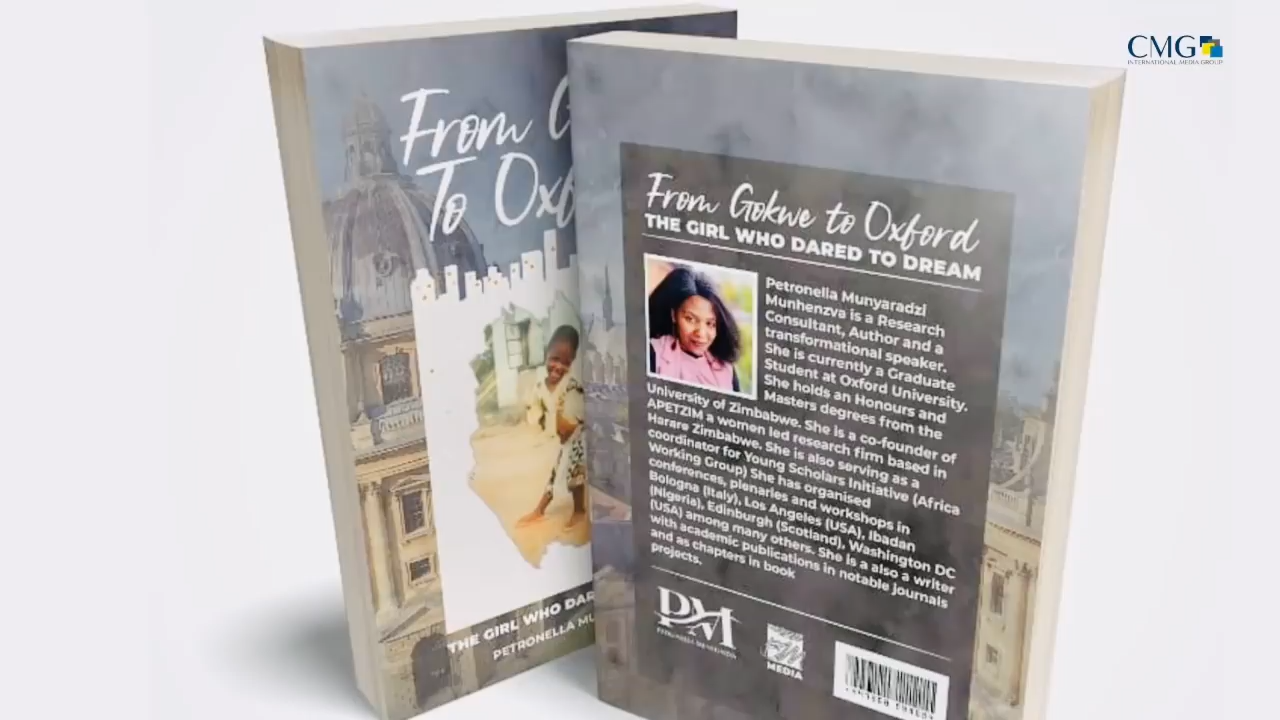 CMG
INTERNATIONAL MEDIA GROUP
From G
To Oxf
THE GIRL WHO DAR
PETRONELLA MU
From Gokwe to Oxford
THE GIRL WHO DARED TO DREAM
Petronella Munyaradzi
Munhenzva is a Research
Consultant, Author and a
transformational speaker.
She is currently a Graduate
Student at Oxford University.
She holds an Honours and
Masters degrees from the
University of Zimbabwe. She is a co-founder of
APETZIM a women led research firm based in
Harare Zimbabwe. She is also serving as a
coordinator for Young Scholars Initiative (Africa
Working Group) She has organised
conferences, plenaries and workshops in
Bologna (Italy), Los Angeles (USA), Ibadan
(Nigeria), Edinburgh (Scotland), Washington DC
(USA) among many others. She is a also a writer
with academic publications in notable journals
and as chapters in book
projects.
PM
MEDIA